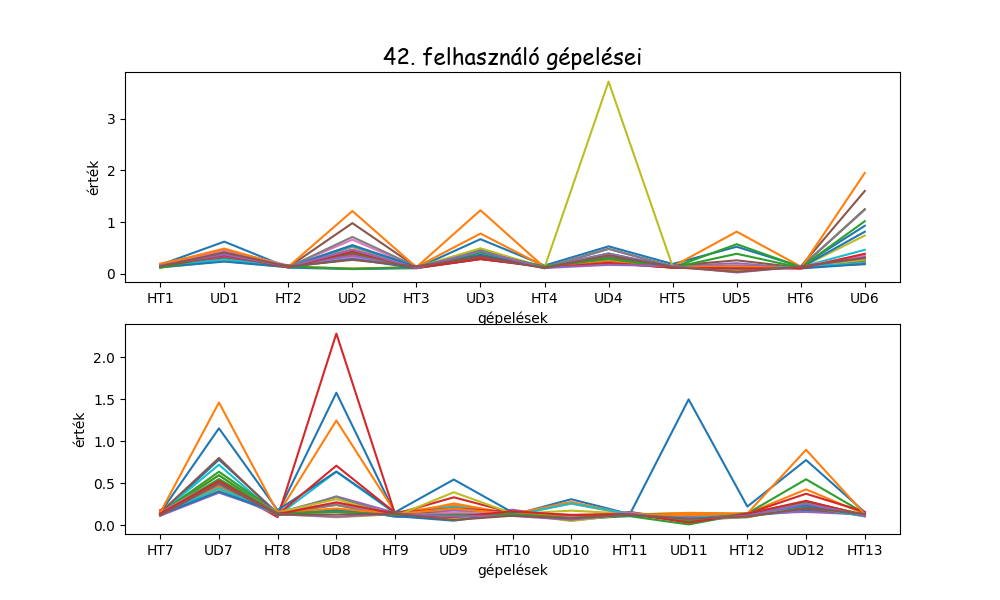 42. felhasználó gépelései
érték
3
2
1
0
HT1 UD1 HT2 UD2 HT3 UD3 HT4 UD4 HT5 UD5 HT6 UD6
gépelések
érték
2.0
1.5
1.0
0.5
0.0
HT7 UD7 HT8 UD8 HT9 UD9 HT10 UD10 HT11 UD11 HT12 UD12 HT13
gépelések